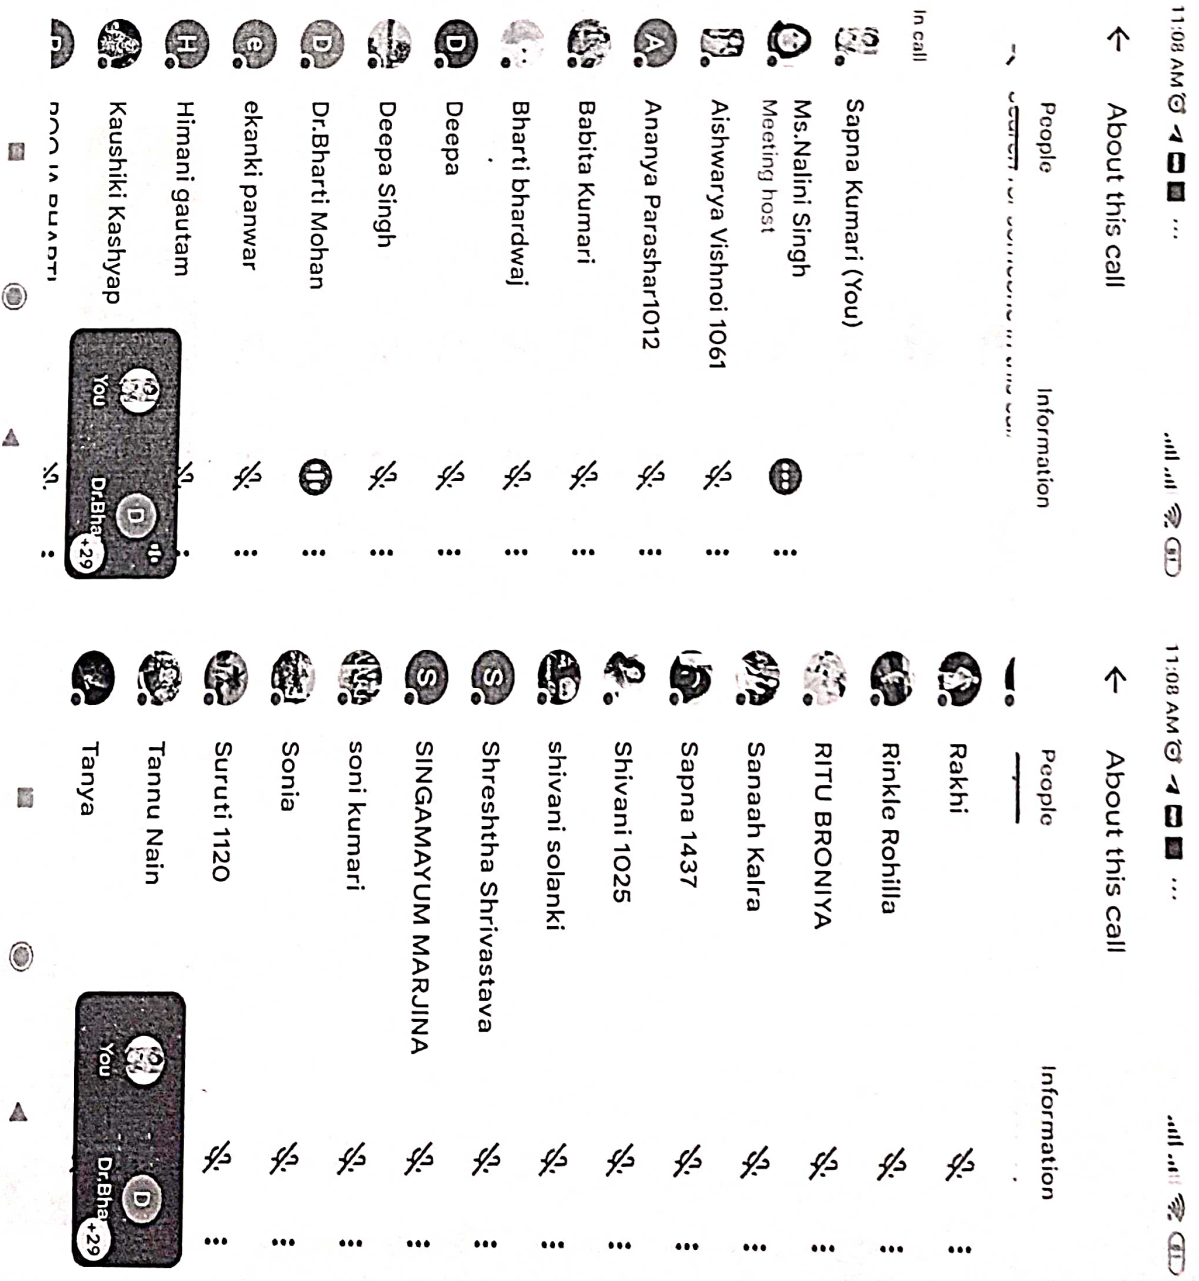 11:08 AM
About this call
People
Information
In call
Sapna Kumari (You)
Ms.Nalini Singh
Meeting host
Aishwarya Vishnoi 1061
Ananya Parashar1012
Babita Kumari
Bharti bhardwaj
Deepa
Deepa Singh
Dr.Bharti Mohan
ekanki panwar
Himani gautam
Kaushiki Kashyap
You
Dr.Bha
+29
11:08 AM
About this call
People
Information
Rakhi
Rinkle Rohilla
RITU BRONIYA
Sanaah Kalra
Sapna 1437
Shivani 1025
shivani solanki
Shreshtha Shrivastava
SINGAMAYUM MARJINA
soni kumari
Sonia
Suruti 1120
Tannu Nain
Tanya
You
Dr.Bha
+29